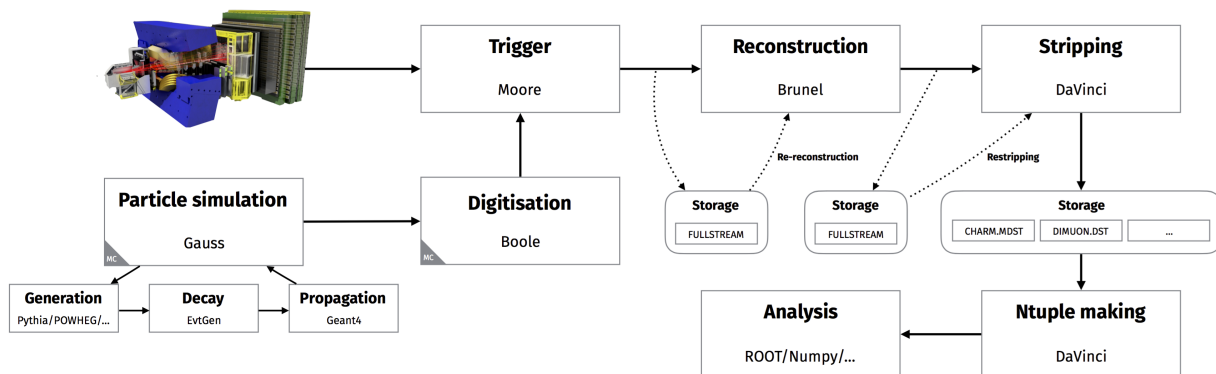 Trigger
Moore
Reconstruction
Brunel
Stripping
DaVinci
Re-reconstruction
Restripping
Particle simulation
Gauss
MC
Digitisation
Boole
MC
Storage
FULLSTREAM
Storage
FULLSTREAM
Storage
CHARM.MDST
DIMUON.DST
...
Generation
Pythia/POWHEG/...
Decay
EvtGen
Propagation
Geant4
Analysis
ROOT/Numpy/...
Ntuple making
DaVinci